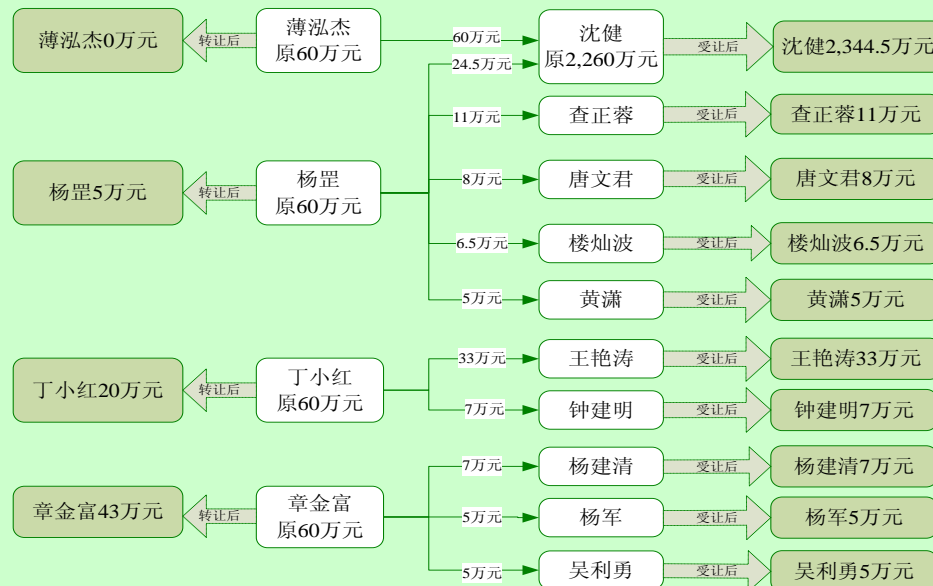 薄泓杰0万元
转让后
薄泓杰
原60万元
60万元
沈健
原2,260万元
受让后
沈健2,344.5万元
24.5万元
11万元
查正蓉
受让后
查正蓉11万元
杨罡5万元
转让后
杨罡
原60万元
8万元
唐文君
受让后
唐文君8万元
6.5万元
楼灿波
受让后
楼灿波6.5万元
5万元
黄潇
受让后
黄潇5万元
丁小红20万元
转让后
丁小红
原60万元
33万元
王艳涛
受让后
王艳涛33万元
7万元
钟建明
受让后
钟建明7万元
章金富43万元
转让后
章金富
原60万元
7万元
杨建清
受让后
杨建清7万元
5万元
杨军
受让后
杨军5万元
5万元
吴利勇
受让后
吴利勇5万元